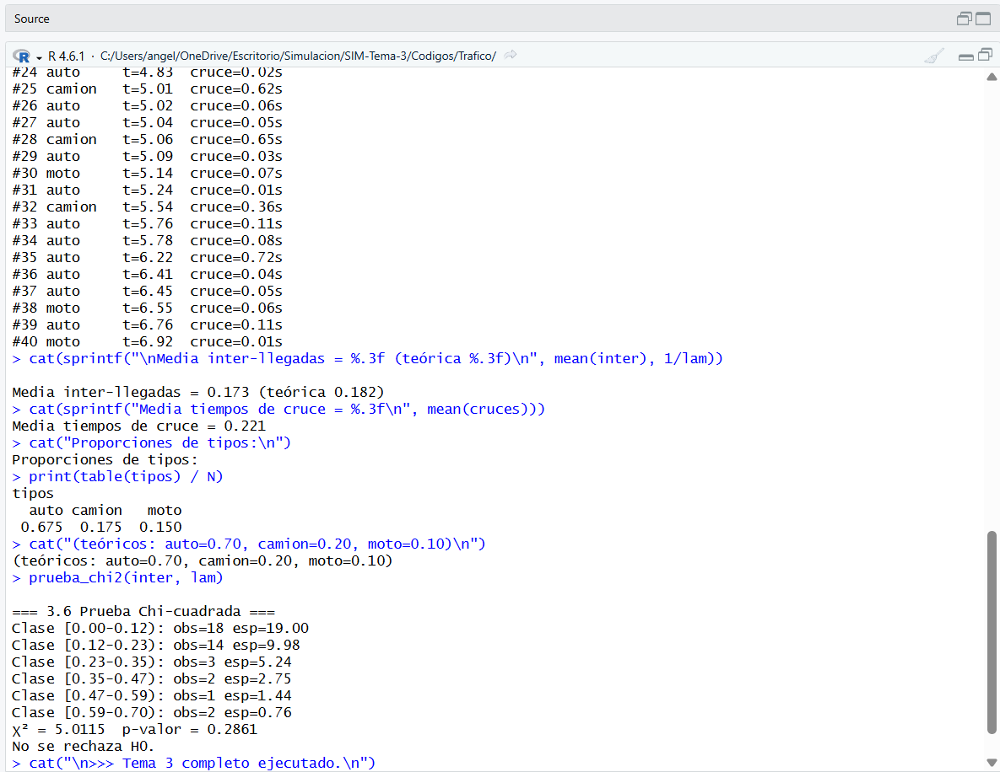 Source
R 4.6.1 · C:/Users/angel/OneDrive/Escritorio/Simulacion/SIM-Tema-3/Codigos/Trafico/
#24 auto     t=4.83  cruce=0.02s
#25 camion   t=5.01  cruce=0.62s
#26 auto     t=5.02  cruce=0.06s
#27 auto     t=5.04  cruce=0.05s
#28 camion   t=5.06  cruce=0.65s
#29 auto     t=5.09  cruce=0.03s
#30 moto     t=5.14  cruce=0.07s
#31 auto     t=5.24  cruce=0.01s
#32 camion   t=5.54  cruce=0.36s
#33 auto     t=5.76  cruce=0.11s
#34 auto     t=5.78  cruce=0.08s
#35 auto     t=6.22  cruce=0.72s
#36 auto     t=6.41  cruce=0.04s
#37 auto     t=6.45  cruce=0.05s
#38 moto     t=6.55  cruce=0.06s
#39 auto     t=6.76  cruce=0.11s
#40 moto     t=6.92  cruce=0.01s
> cat(sprintf("\nMedia inter-llegadas = %.3f (teórica %.3f)\n", mean(inter), 1/lam))
Media inter-llegadas = 0.173 (teórica 0.182)
> cat(sprintf("Media tiempos de cruce = %.3f\n", mean(cruces)))
Media tiempos de cruce = 0.221
> cat("Proporciones de tipos:\n")
Proporciones de tipos:
> print(table(tipos) / N)
tipos
  auto camion   moto
 0.675  0.175  0.150
> cat("(teóricos: auto=0.70, camion=0.20, moto=0.10)\n")
(teóricos: auto=0.70, camion=0.20, moto=0.10)
> prueba_chi2(inter, lam)
=== 3.6 Prueba Chi-cuadrada ===
Clase [0.00-0.12): obs=18 esp=19.00
Clase [0.12-0.23): obs=14 esp=9.98
Clase [0.23-0.35): obs=3 esp=5.24
Clase [0.35-0.47): obs=2 esp=2.75
Clase [0.47-0.59): obs=1 esp=1.44
Clase [0.59-0.70): obs=2 esp=0.76
χ² = 5.0115  p-valor = 0.2861
No se rechaza H0.
> cat("\n>>> Tema 3 completo ejecutado.\n")